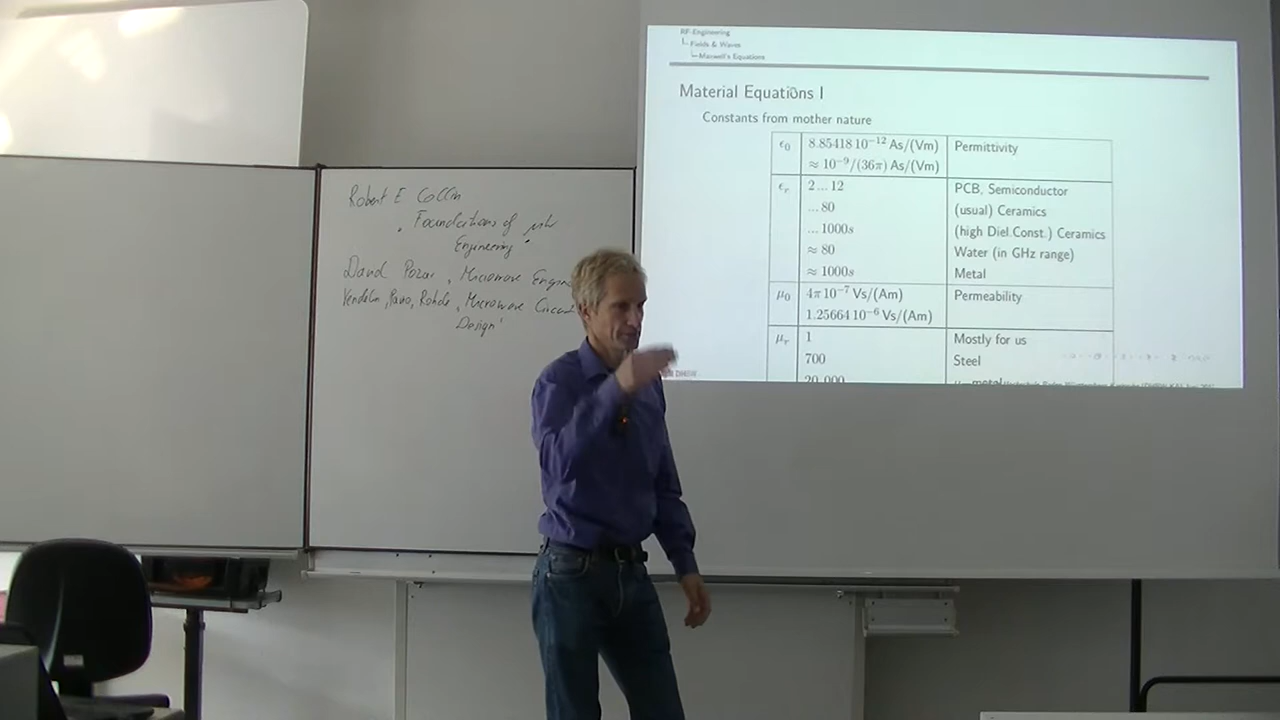 Robert E Collin
"Foundations of μW
Engineering"
David Pozar, Microwave
Vendelin, Pavio, Rohde, Microwave Circuit
Design'
RF-Engineering
Fields & Waves
Maxwell's Equations
Material Equations I
Constants from mother nature
ϵ0 8.85418 10⁻¹² As/(Vm) Permittivity
≈ 10⁻⁹/(36π) As/(Vm)
ϵr 2…12 PCB, Semiconductor
…80 (usual) Ceramics
…1000s (high Diel.Const.) Ceramics
≈ 80 Water (in GHz range)
≈ 1000s Metal
μ0 4π 10⁻⁷ Vs/(Am) Permeability
1.25664 10⁻⁶ Vs/(Am)
μr 1 Mostly for us
700 Steel
20 000 μ-metal